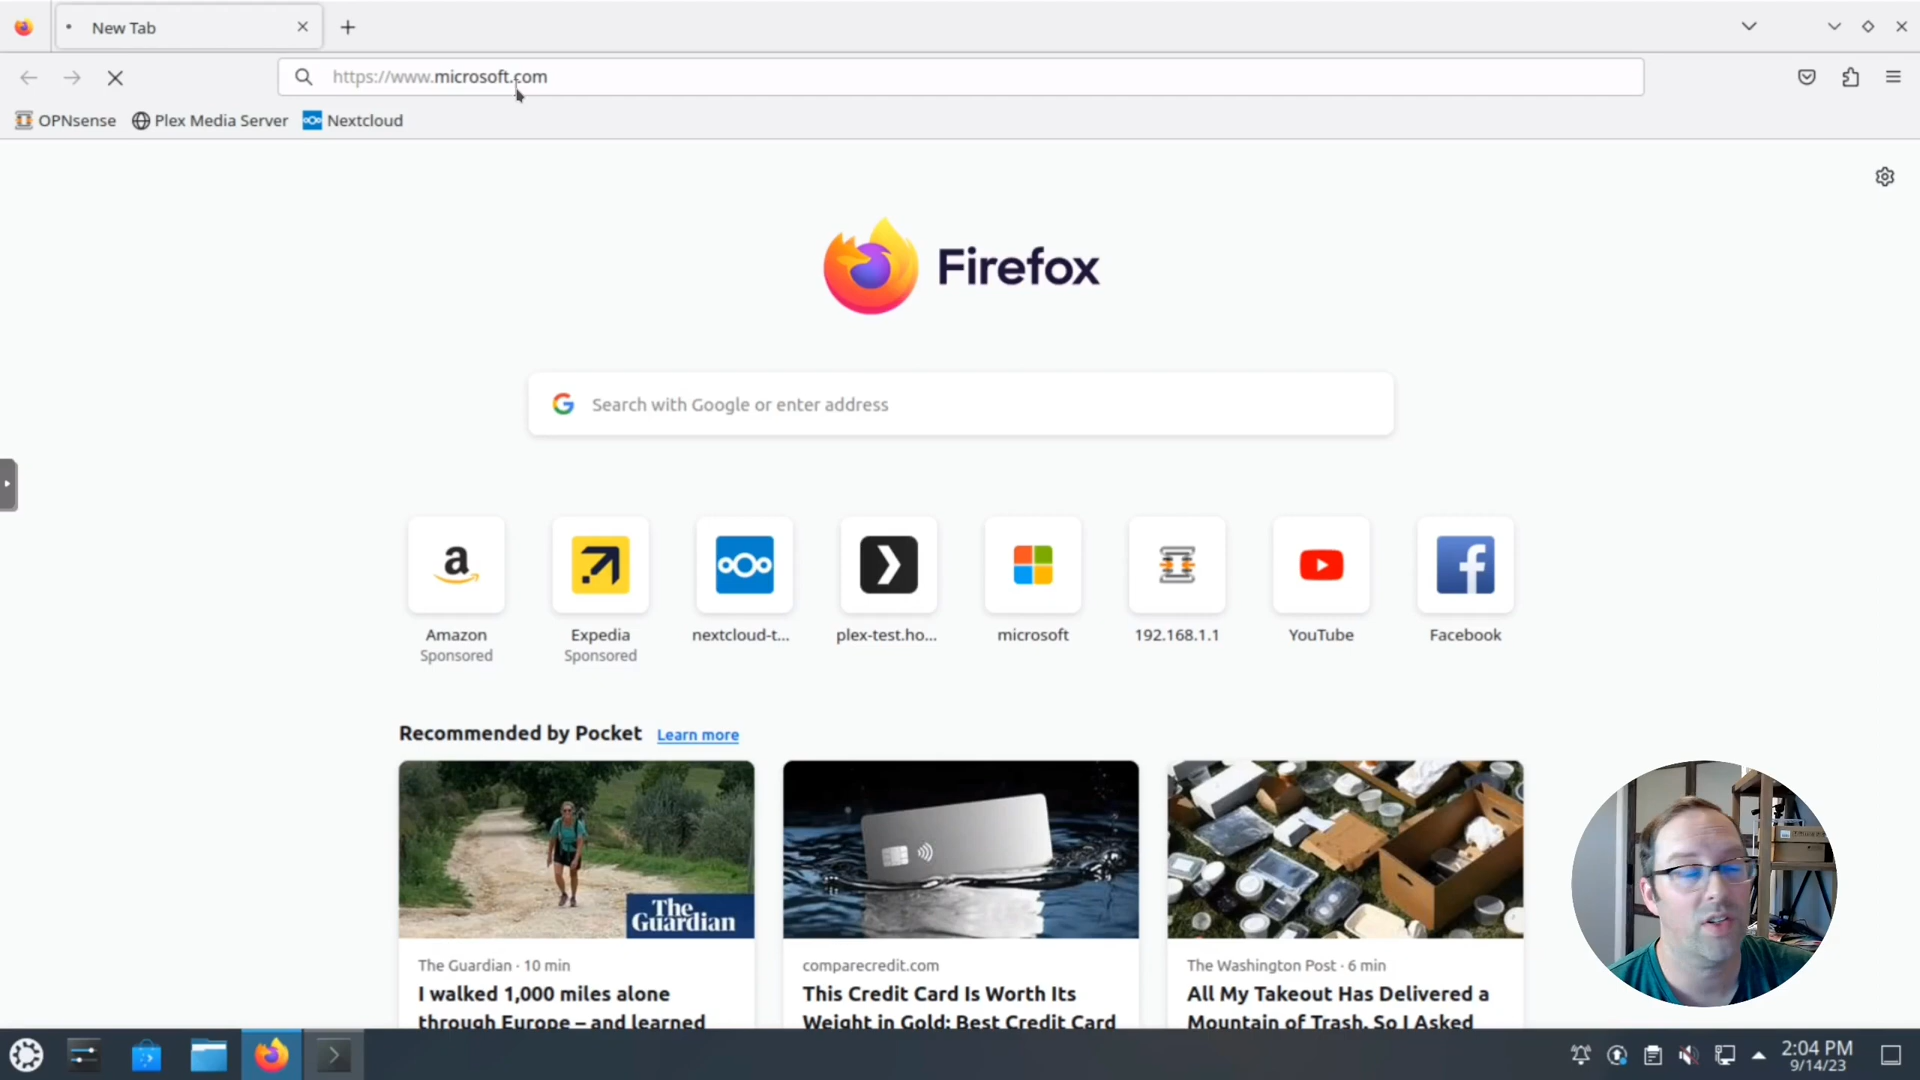 New Tab
https://www.microsoft.com
OPNsense Plex Media Server Nextcloud
Firefox
Search with Google or enter address
Amazon Expedia nextcloud-t... plex-test.ho... microsoft 192.168.1.1 YouTube Facebook
Sponsored Sponsored
Recommended by Pocket Learn more
The Guardian
The Guardian · 10 min
I walked 1,000 miles alone
through Europe – and learned
comparecredit.com
This Credit Card Is Worth Its
Weight in Gold: Best Credit Card
The Washington Post · 6 min
All My Takeout Has Delivered a
Mountain of Trash. So I Asked
2:04 PM
9/14/23